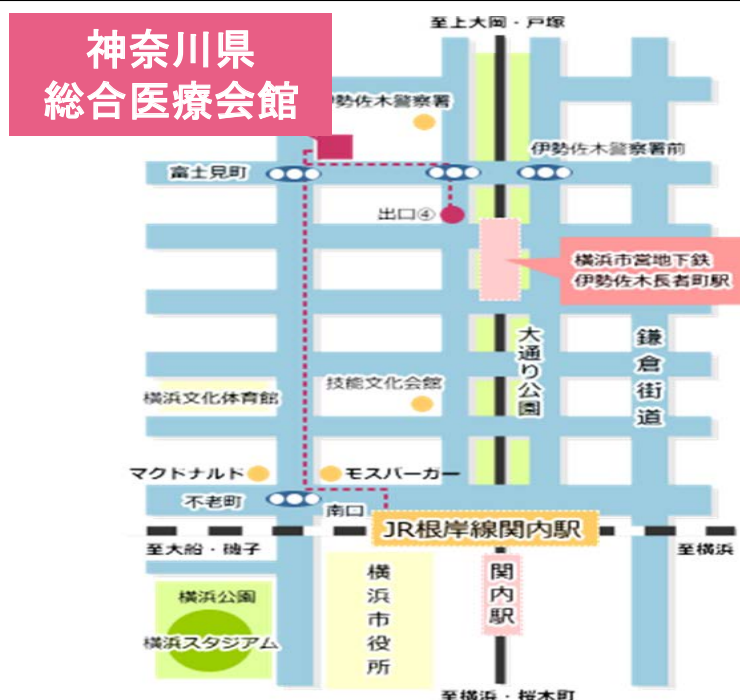 至上大岡・戸塚
神奈川県
総合医療会館
勢佐木警察署
伊勢佐木警察署前
富士見町
出口④
横浜市営地下鉄
伊勢佐木長者町駅
大通り公園
鎌倉街道
技能文化会館
横浜文化体育館
マクドナルド
モスバーガー
不老町
南口
JR根岸線関内駅
至大船・磯子
至横浜
横浜市役所
関内駅
横浜公園
横浜スタジアム
至横浜・桜木町